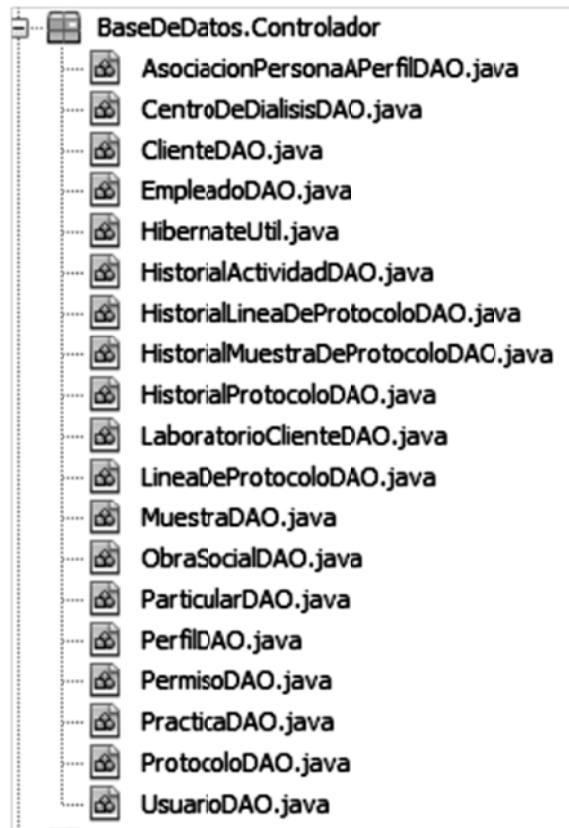 BaseDeDatos.Controlador
AsociacionPersonaAPerfilDAO.java
CentroDeDialisisDAO.java
ClienteDAO.java
EmpleadoDAO.java
HibernateUtil.java
HistorialActividadDAO.java
HistorialLineaDeProtocoloDAO.java
HistorialMuestraDeProtocoloDAO.java
HistorialProtocoloDAO.java
LaboratorioClienteDAO.java
LineaDeProtocoloDAO.java
MuestraDAO.java
ObraSocialDAO.java
ParticularDAO.java
PerfilDAO.java
PermisoDAO.java
PracticaDAO.java
ProtocoloDAO.java
UsuarioDAO.java